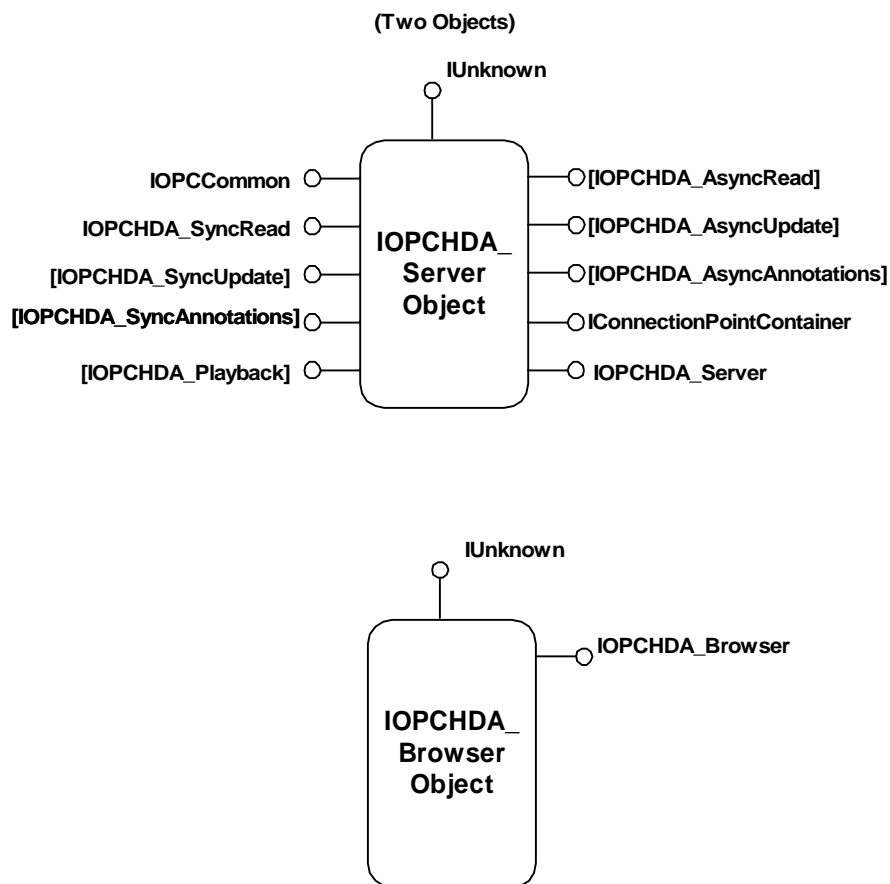 (Two Objects)
IUnknown
IOPCCommon
IOPCHDA_SyncRead
[IOPCHDA_SyncUpdate]
[IOPCHDA_SyncAnnotations]
[IOPCHDA_Playback]
IOPCHDA_
Server
Object
[IOPCHDA_AsyncRead]
[IOPCHDA_AsyncUpdate]
[IOPCHDA_AsyncAnnotations]
IConnectionPointContainer
IOPCHDA_Server
IUnknown
IOPCHDA_Browser
IOPCHDA_
Browser
Object